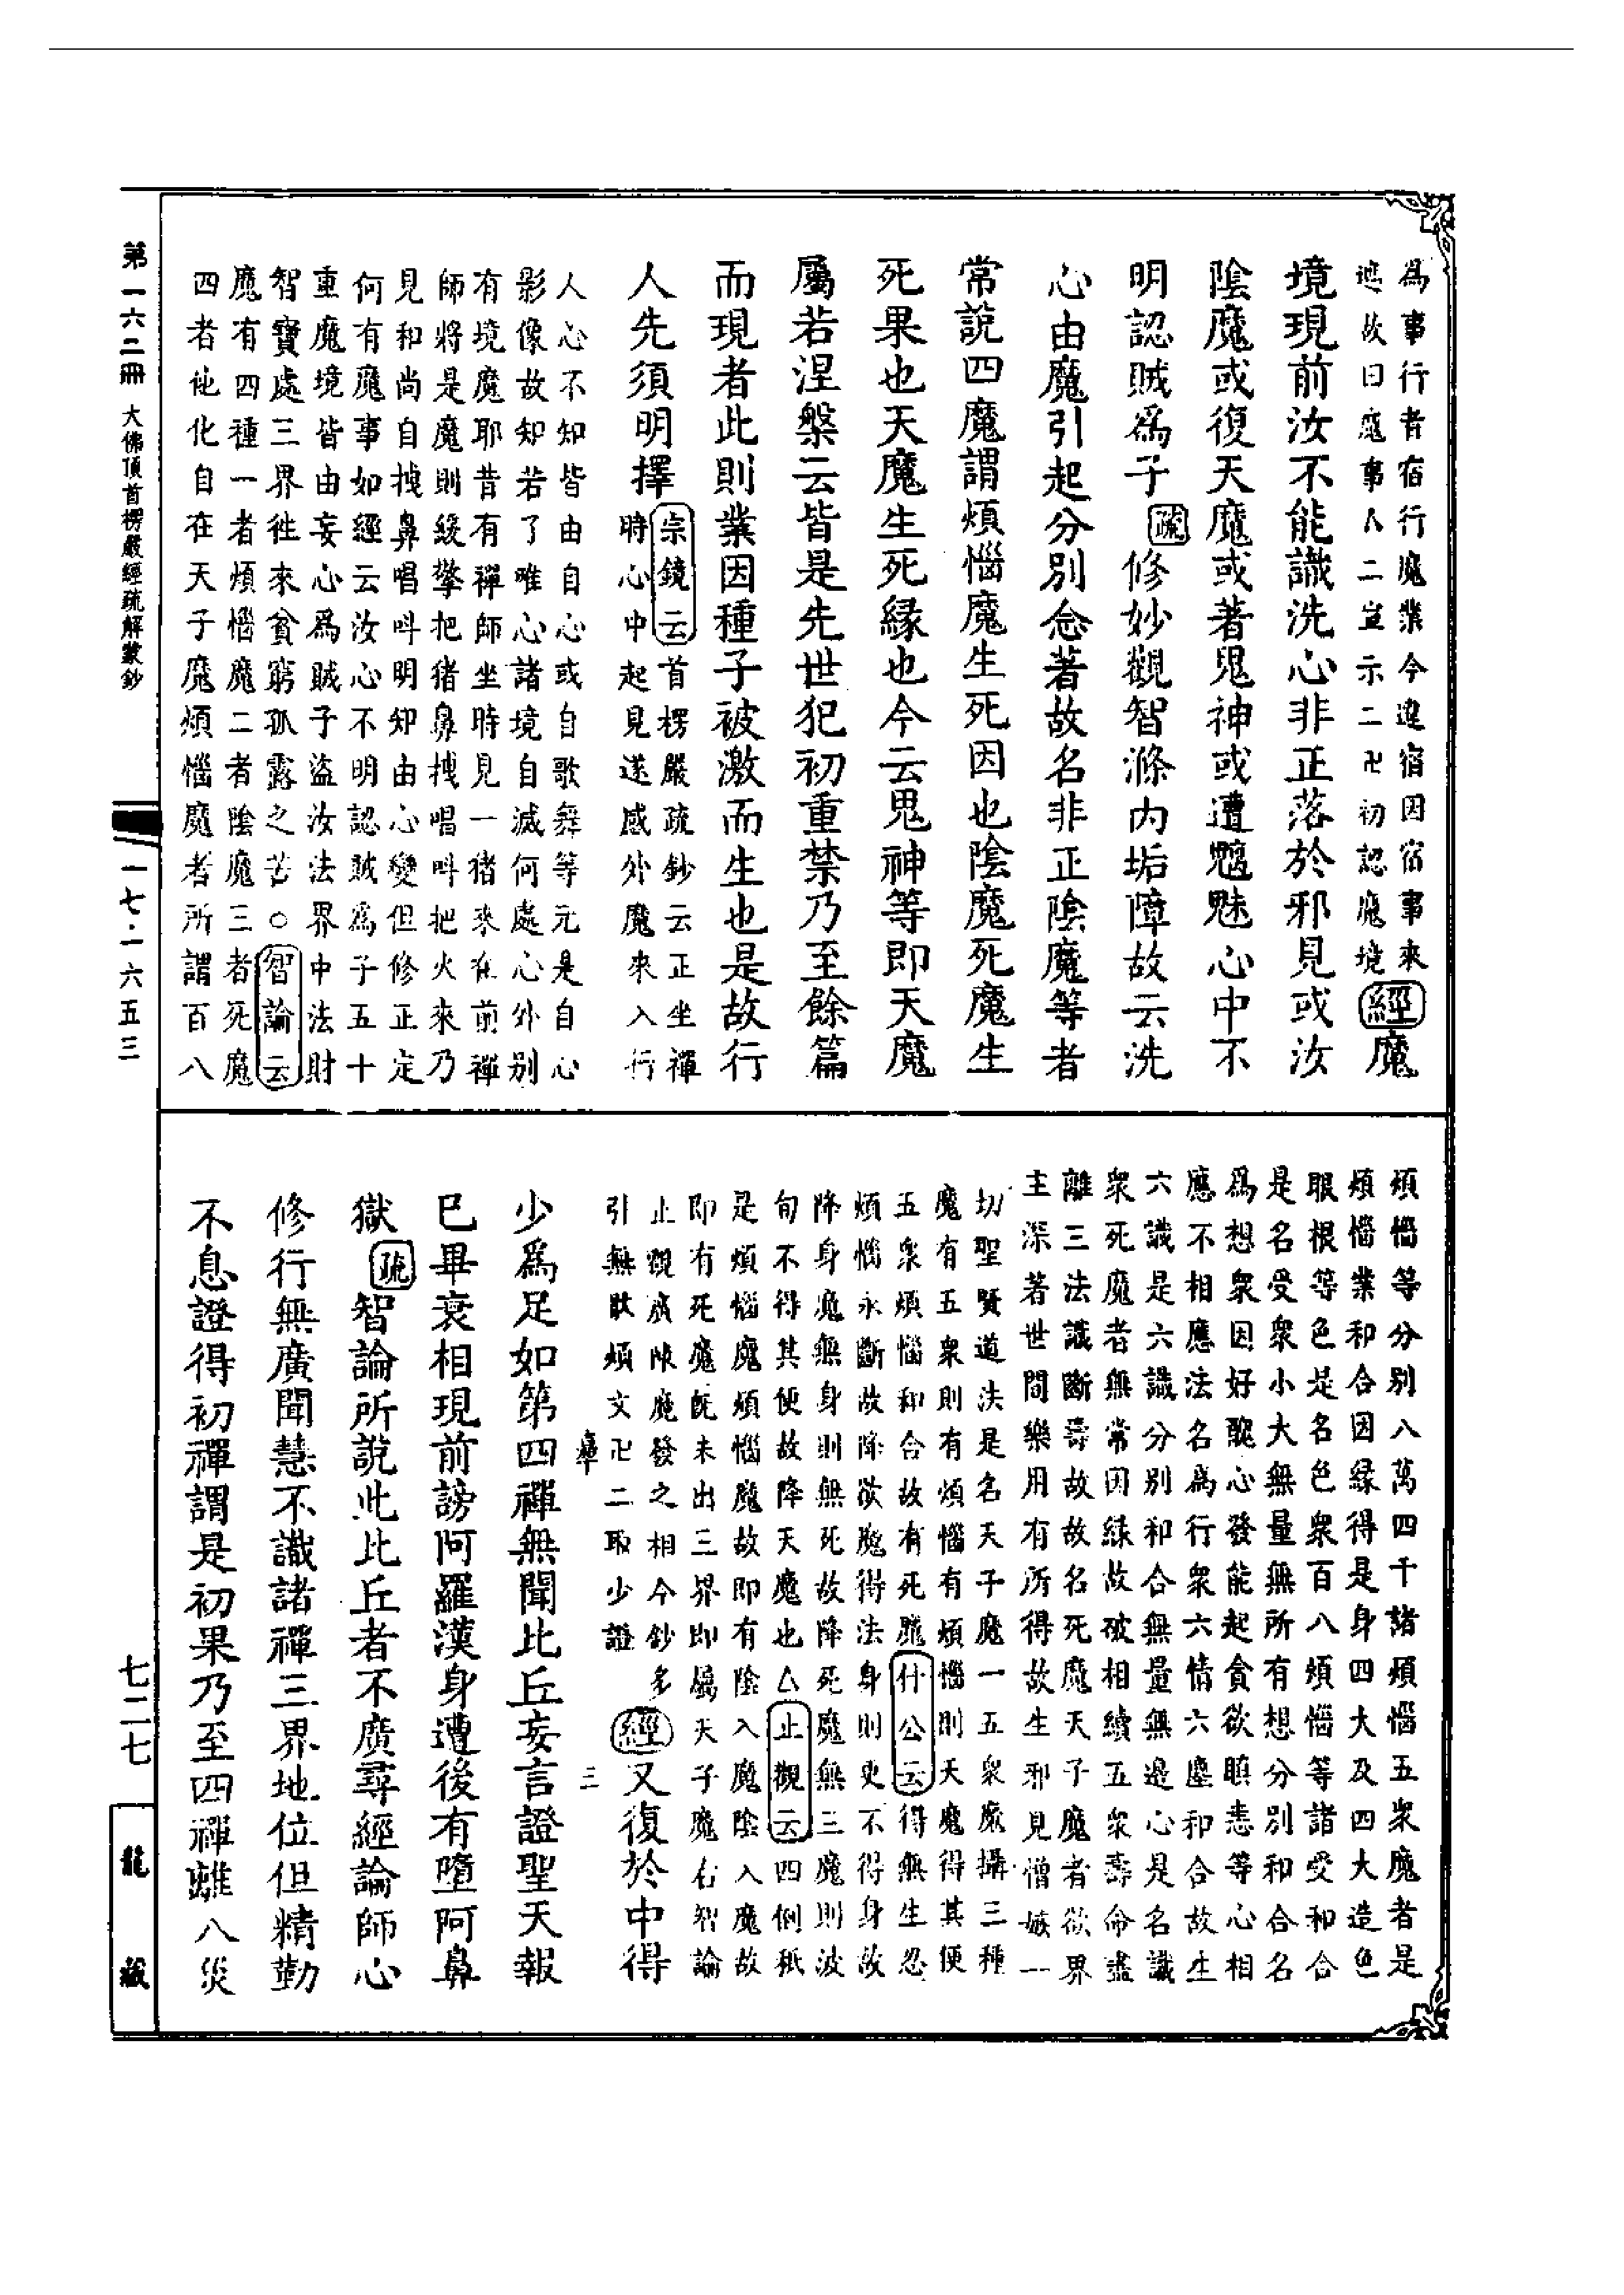 爲事行者宿行魔業今違宿因宿事來
惱故曰魔事△二宣示二卍初認魔境經魔
境現前汝不能識洗心非正落於邪見或汝
陰魔或復天魔或著鬼神或遭魑魅心中不
明認賊爲子疏修妙觀智滌内垢障故云洗
心由魔引起分別念著故名非正陰魔等者
常說四魔謂煩惱魔生死因也陰魔死魔生
死果也天魔生死緣也今云鬼神等即天魔
屬若涅槃云皆是先世犯初重禁乃至餘篇
而現者此則業因種子被激而生也是故行
人先須明擇宗鏡云首楞嚴疏鈔云正坐禪
時心中起見遂感外魔來入行
人心不知皆由自心或自歌舞等元是自心
影像故知若了唯心諸境自滅何處心外別
有境魔耶昔有禪師坐時見一猪來在前禪
師將是魔則緩擎把猪鼻拽唱呌把火來乃
見和尚自拽鼻唱呌明知由心變但修正定
何有魔事如經云汝心不明認賊爲子五十
重魔境皆由妄心爲賊子盜汝法界中法財
智寶處三界徃來貧窮孤露之苦○智論云
魔有四種一者煩惱魔二者陰魔三者死魔
四者他化自在天子魔煩惱魔者所謂百八
煩惱等分別八萬四千諸煩惱五衆魔者是
煩惱業和合因緣得是身四大及四大造色
眼根等色是名色衆百八煩惱等諸受和合
是名受衆小大無量無所有想分別和合名
爲想衆因好醜心發能起貪欲瞋恚等心相
應不相應法名爲行衆六情六塵和合故生
六識是六識分別和合無量無邊心是名識
衆死魔者無常因緣故破相續五衆壽命盡
離三法識斷壽故故名死魔天子魔者欲界
主深著世間樂用有所得故生邪見憎嫉一
切聖賢道法是名天子魔一五衆魔攝三種
魔有五衆則有煩惱有煩惱則天魔得其便
五衆煩惱和合故有死魔什公云得無生忍
煩惱永斷故降欲魔得法身則更不得身故
降身魔無身則無死故降死魔無三魔則波
旬不得其便故降天魔也△止觀云四倒秖
是煩惱魔煩惱魔故即有陰入魔陰入魔故
即有死魔旣未出三界即屬天子魔右智論
止觀廣陳魔發之相今鈔多
引無猒煩文卍二取少證經又復於中得
少爲足如第四禪無聞比丘妄言證聖天報
巳畢衰相現前謗阿羅漢身遭後有墮阿鼻
獄疏智論所說此比丘者不廣尋經論師心
修行無廣聞慧不識諸禪三界地位但精勤
不息證得初禪謂是初果乃至四禪離八災
三
第一六二冊　大佛頂首楞嚴經疏解蒙鈔
一七·一六五三
七二七
龍藏